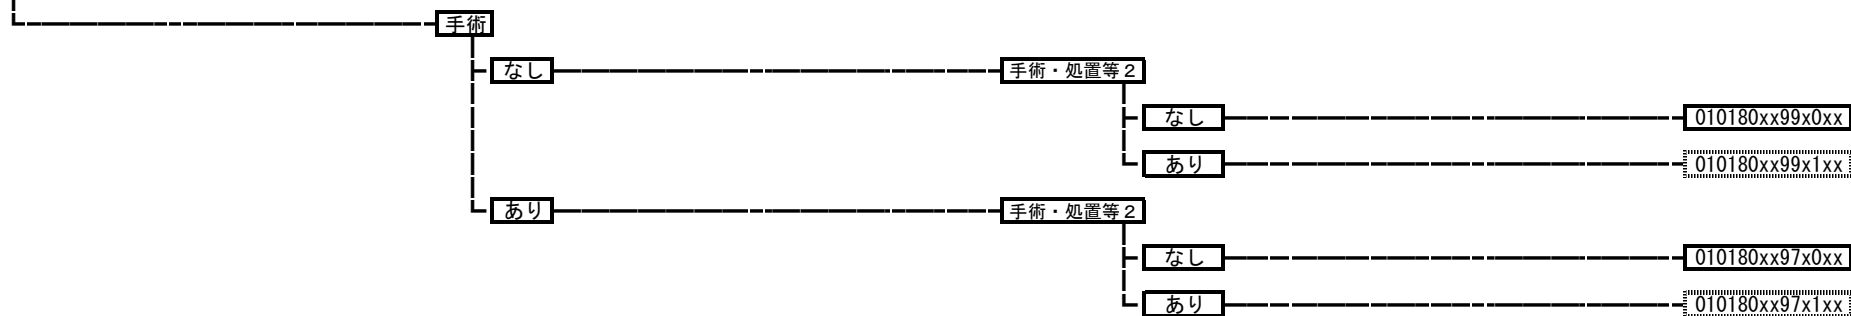 手術
なし 手術・処置等２
なし 010180xx99x0xx
あり 010180xx99x1xx
あり 手術・処置等２
なし 010180xx97x0xx
あり 010180xx97x1xx